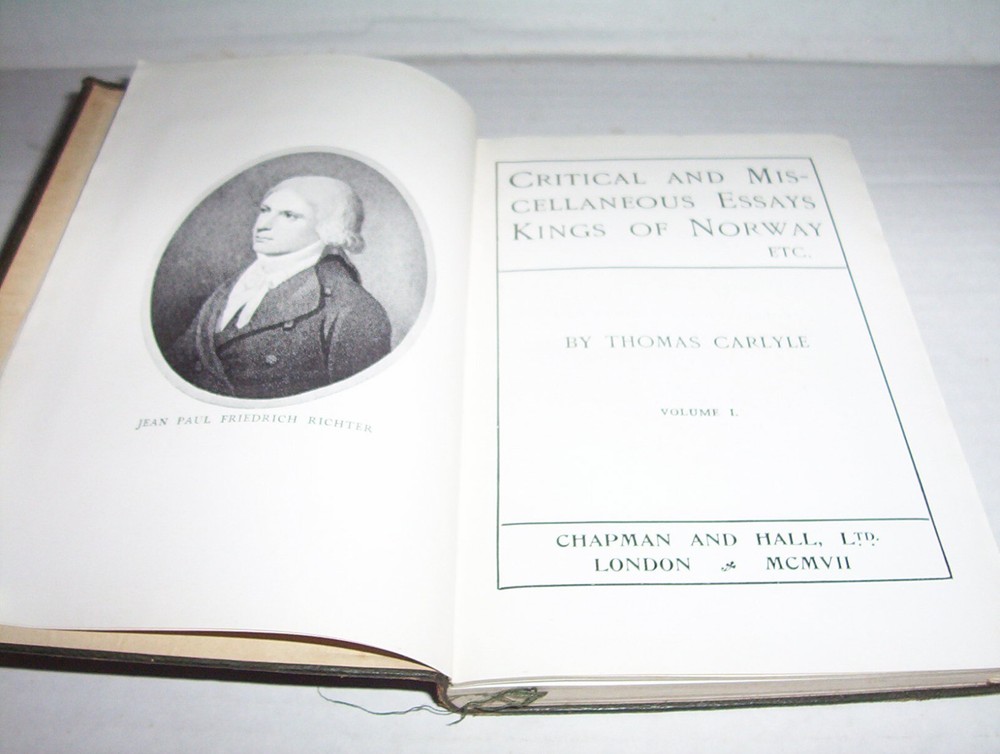 JEAN PAUL FRIEDRICH RICHTER
CRITICAL AND MIS-
CELLANEOUS ESSAYS
KINGS OF NORWAY
ETC.
BY THOMAS CARLYLE
VOLUME I.
CHAPMAN AND HALL, LTD.
LONDON MCMVII